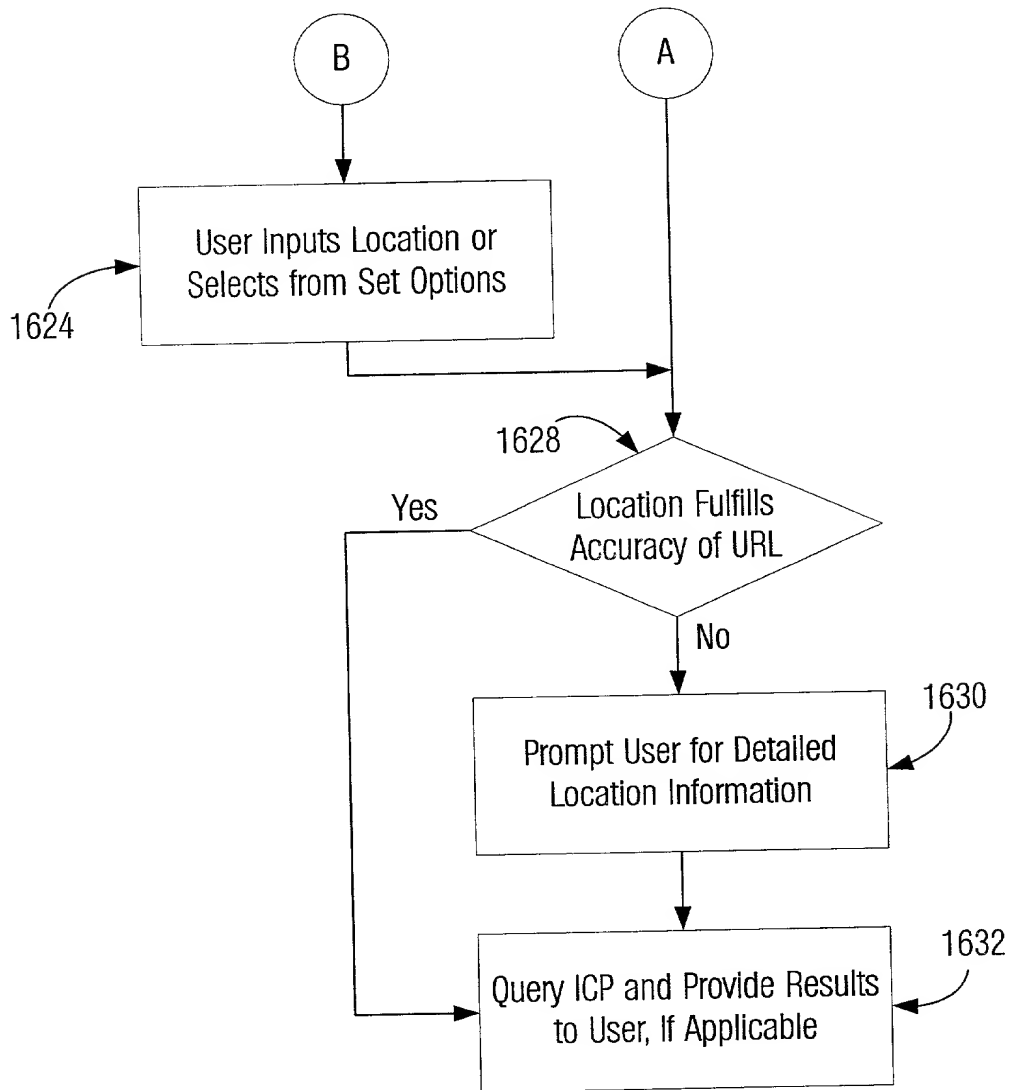 B
A
User Inputs Location or
Selects from Set Options
1624
1628
Yes
Location Fulfills
Accuracy of URL
No
1630
Prompt User for Detailed
Location Information
1632
Query ICP and Provide Results
to User, If Applicable